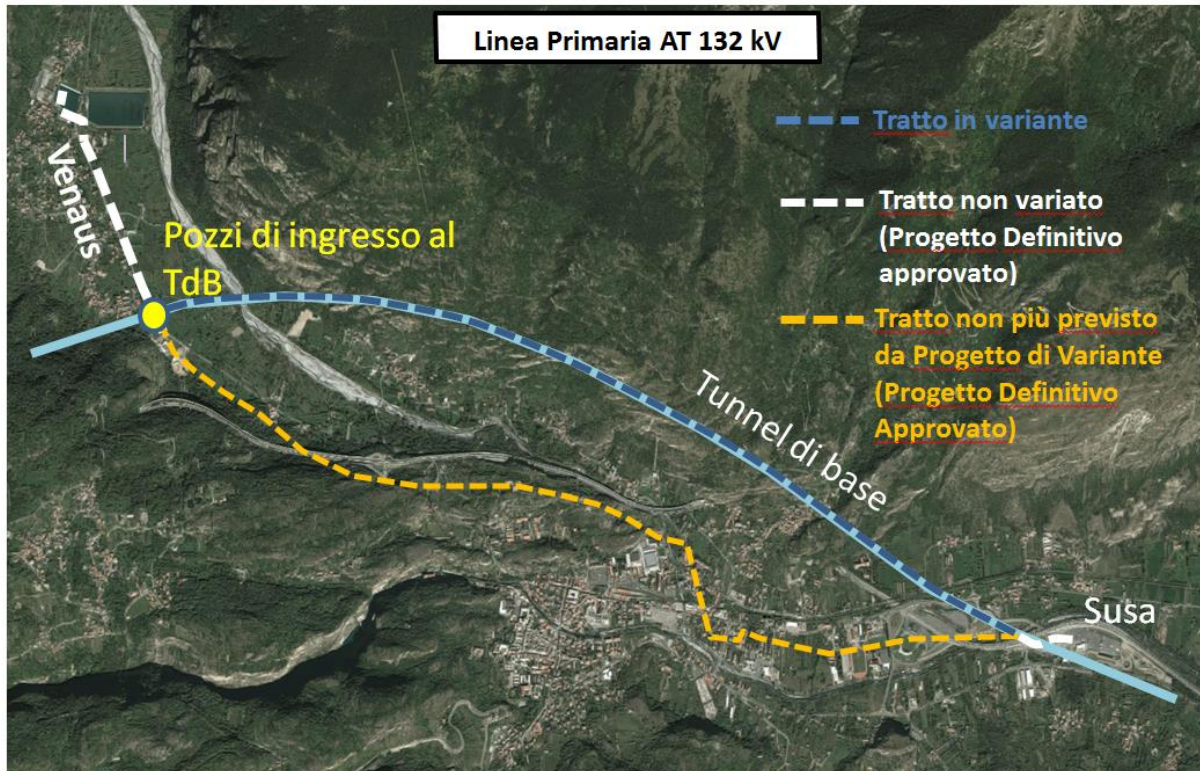 Linea Primaria AT 132 kV
Tratto in variante
Venaus
Tratto non variato
(Progetto Definitivo
approvato)
Pozzi di ingresso al
TdB
Tratto non più previsto
da Progetto di Variante
(Progetto Definitivo
Approvato)
Tunnel di base
Susa